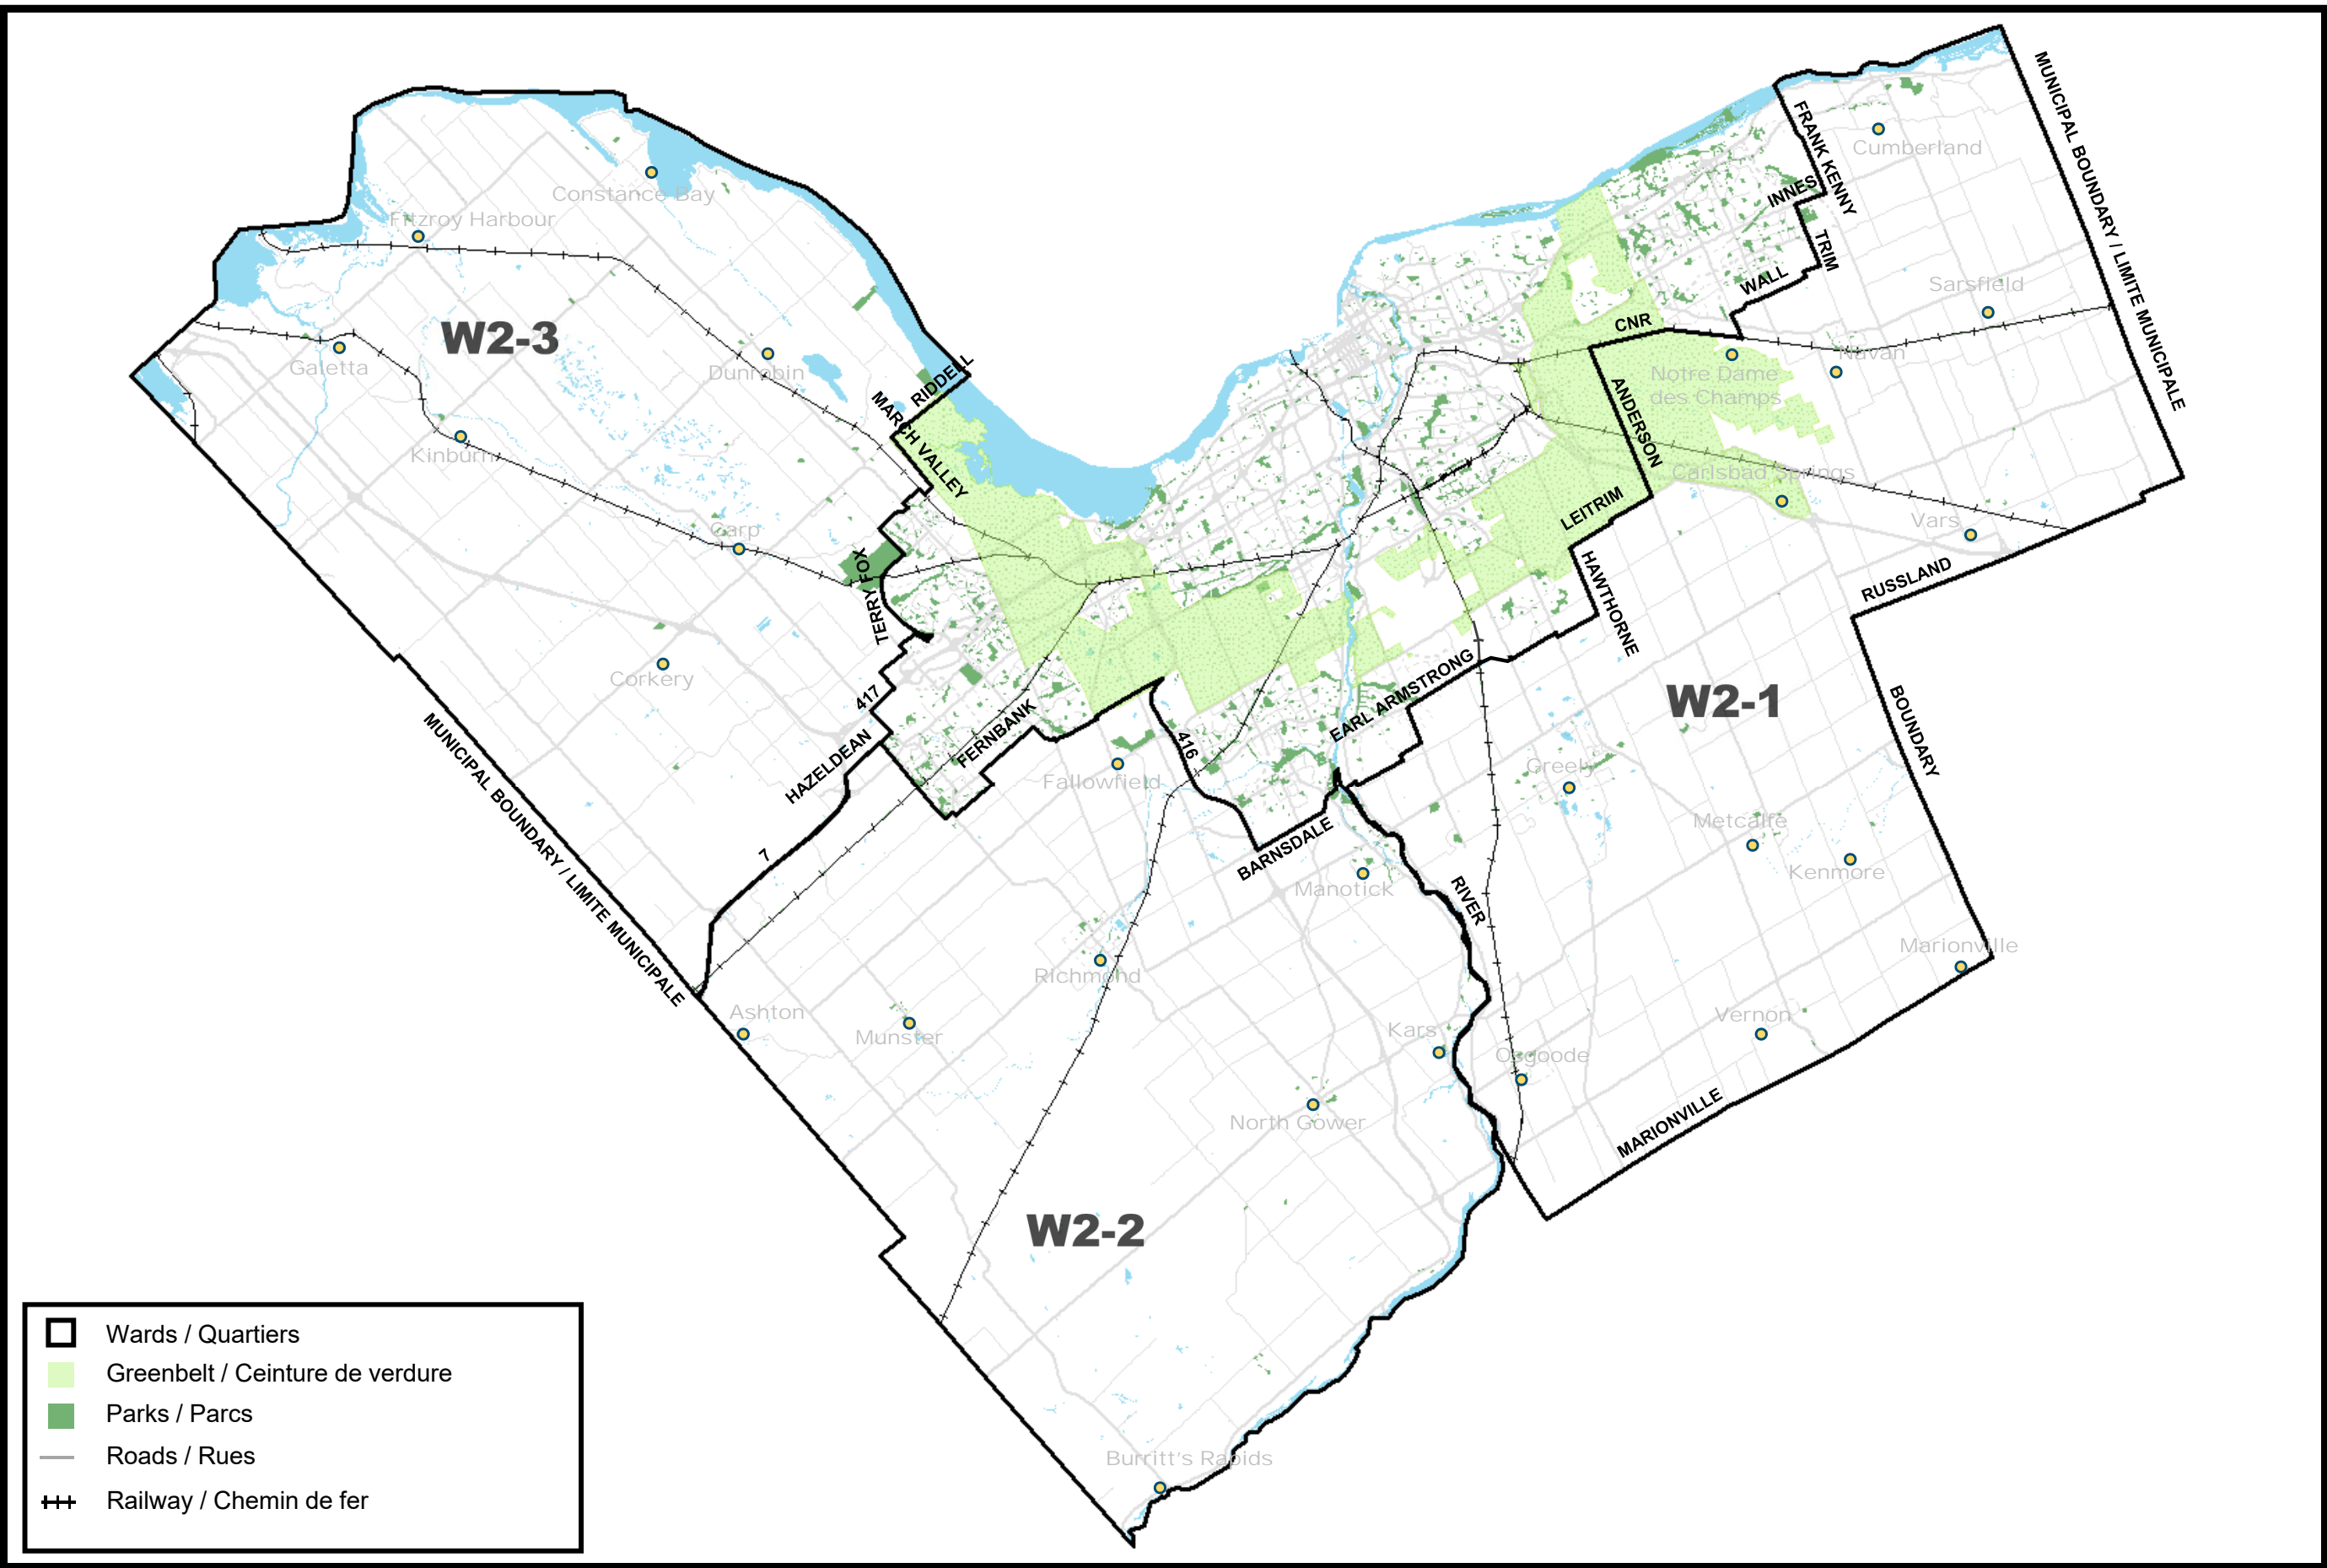 MUNICIPAL BOUNDARY / LIMITE MUNICIPALE
FRANK KENNY
Cumberland
INNES
TRIM
WALL
Sarsfield
CNR
Navan
Notre Dame
des Champs
ANDERSON
Carlsbad Springs
LEITRIM
Vars
HAWTHORNE
RUSSLAND
Constance Bay
Fitzroy Harbour
W2-3
Galetta
Dunrobin
RIDDELL
MARCH VALLEY
Kinburn
Carp
TERRY FOX
Corkery
417
HAZELDEAN
FERNBANK
416
EARL ARMSTRONG
W2-1
BOUNDARY
MUNICIPAL BOUNDARY / LIMITE MUNICIPALE
7
Fallowfield
BARNSDALE
Manotick
RIVER
Greely
Metcalfe
Kenmore
Marionville
Richmond
Ashton
Munster
Kars
Osgoode
Vernon
North Gower
MARIONVILLE
W2-2
Burritt's Rapids
Wards / Quartiers
Greenbelt / Ceinture de verdure
Parks / Parcs
Roads / Rues
Railway / Chemin de fer